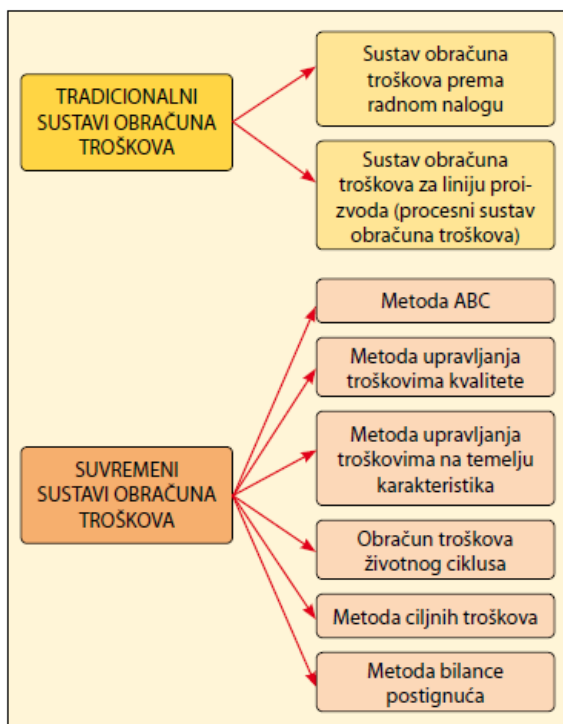 TRADICIONALNI
SUSTAVI OBRAČUNA
TROŠKOVA
Sustav obračuna
troškova prema
radnom nalogu
Sustav obračuna
troškova za liniju proi-
zvoda (procesni sustav
obračuna troškova)
SUVREMENI
SUSTAVI OBRAČUNA
TROŠKOVA
Metoda ABC
Metoda upravljanja
troškovima kvalitete
Metoda upravljanja
troškovima na temelju
karakteristika
Obračun troškova
životnog ciklusa
Metoda ciljnih troškova
Metoda bilance
postignuća